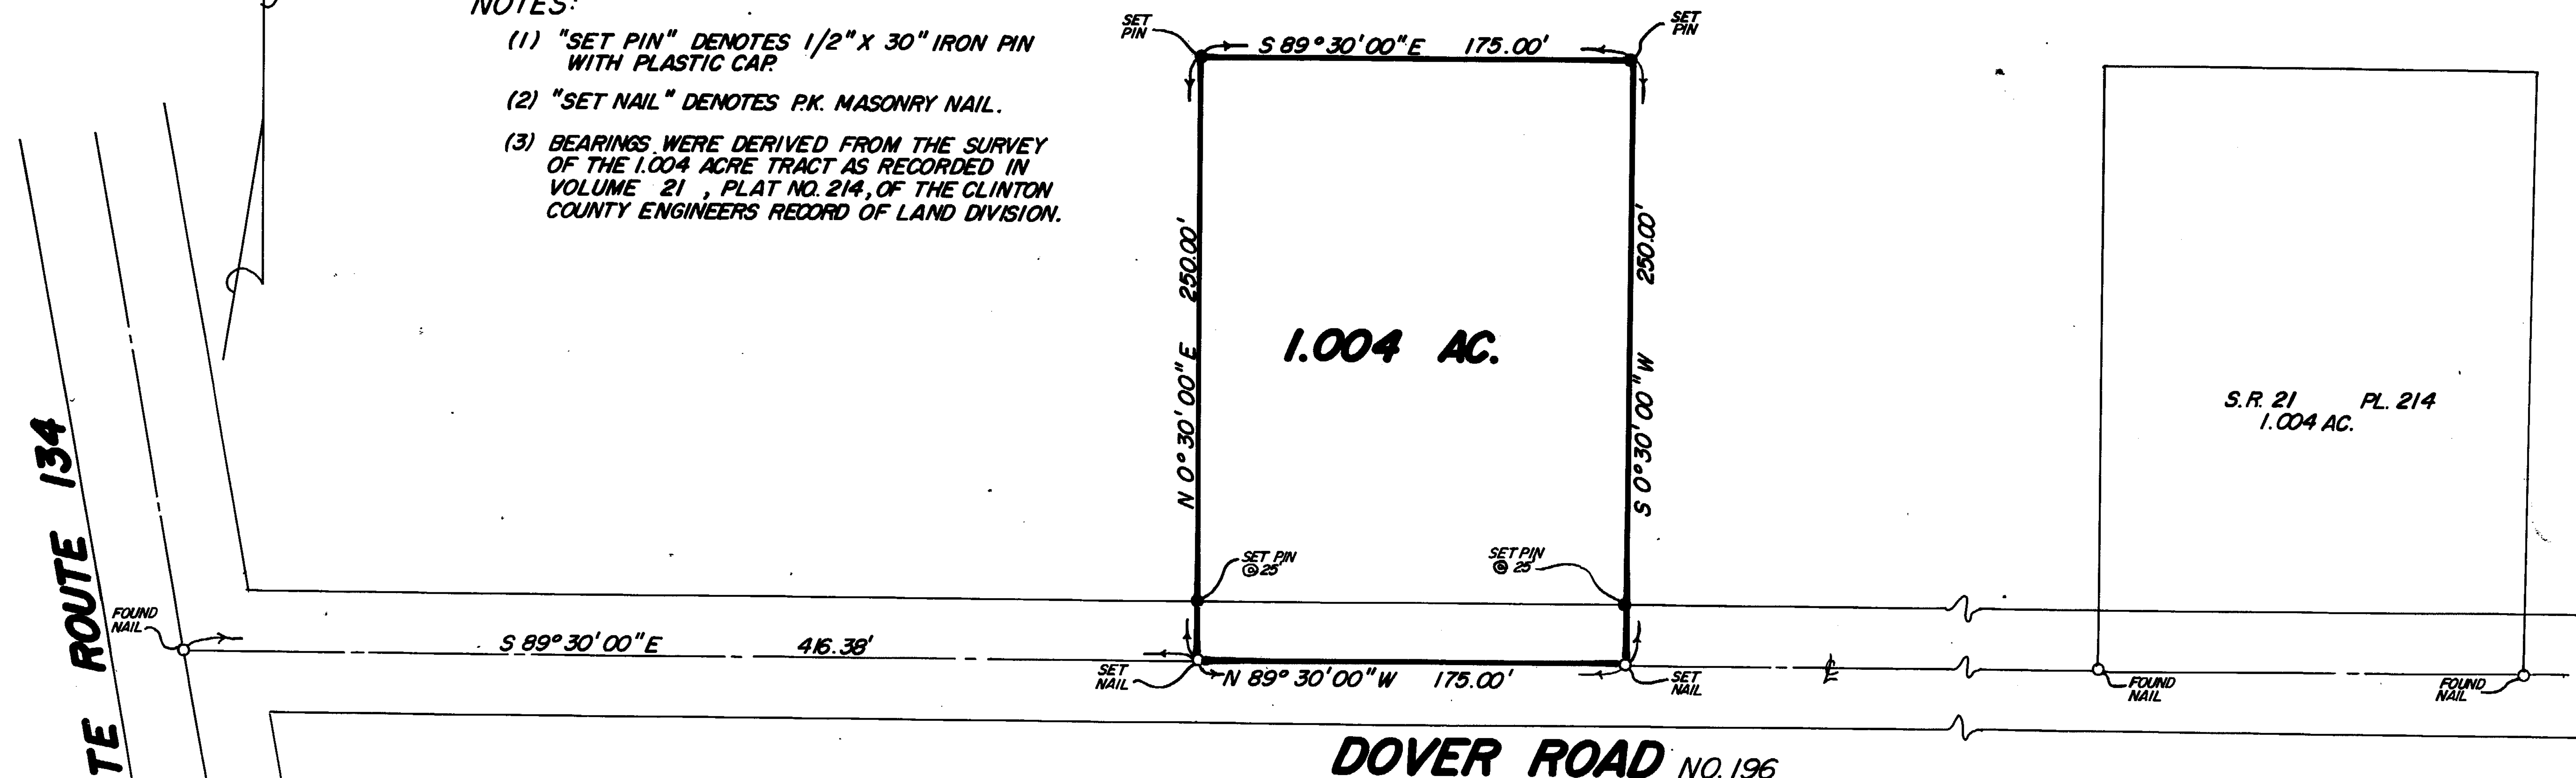 NOTES:
(1) "SET PIN" DENOTES 1/2" X 30" IRON PIN
WITH PLASTIC CAP.
(2) "SET NAIL" DENOTES P.K. MASONRY NAIL.
(3) BEARINGS WERE DERIVED FROM THE SURVEY
OF THE 1.004 ACRE TRACT AS RECORDED IN
VOLUME 21 , PLAT NO. 214, OF THE CLINTON
COUNTY ENGINEERS RECORD OF LAND DIVISION.
SET
PIN
S 89° 30' 00" E 175.00'
SET
PIN
N 0° 30' 00" E 250.00'
1.004 AC.
S 0° 30' 00" W 250.00'
S.R. 21 PL. 214
1.004 AC.
SET PIN
@ 25'
SET PIN
@ 25'
TE ROUTE 134
FOUND
NAIL
S 89° 30' 00" E 416.38'
SET
NAIL
N 89° 30' 00" W 175.00'
SET
NAIL
℄
FOUND
NAIL
FOUND
NAIL
DOVER ROAD NO. 196